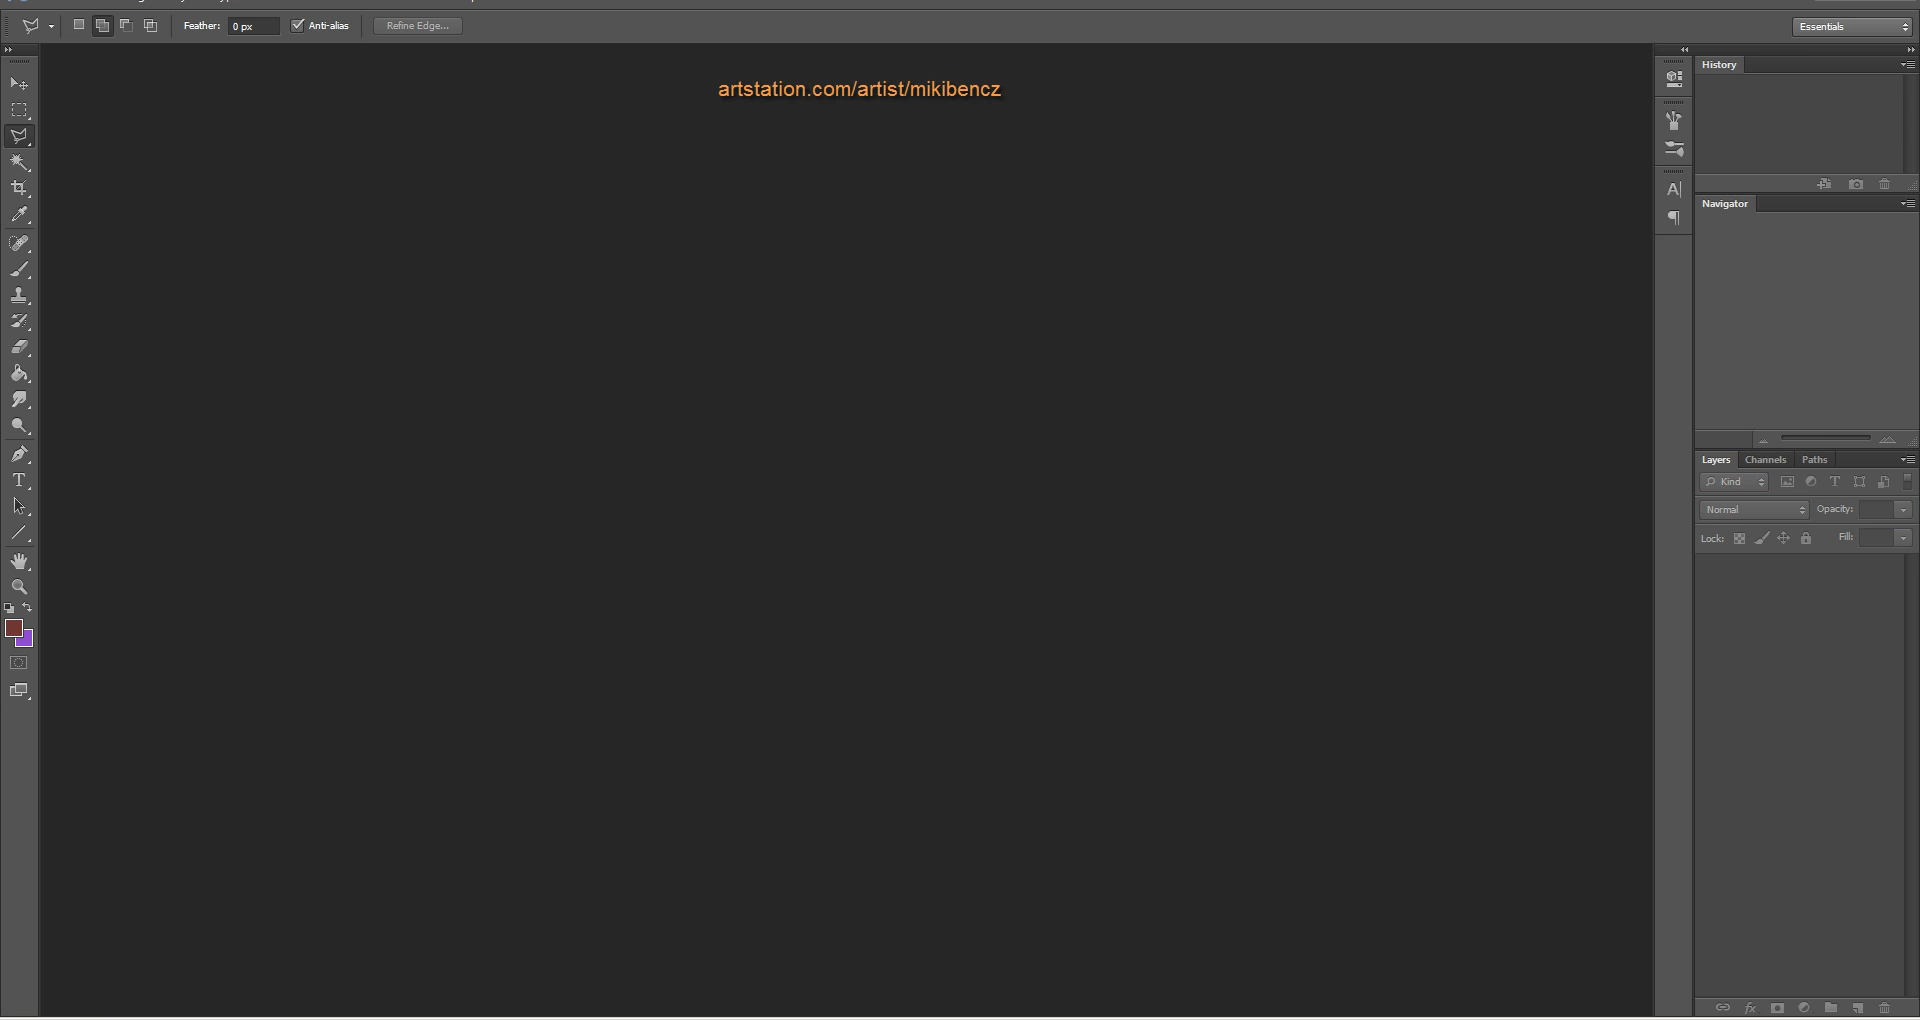 Feather: 0 px Anti-alias Refine Edge... Essentials
artstation.com/artist/mikibencz
History
Navigator
Layers Channels Paths
Kind
Normal Opacity:
Lock: Fill: